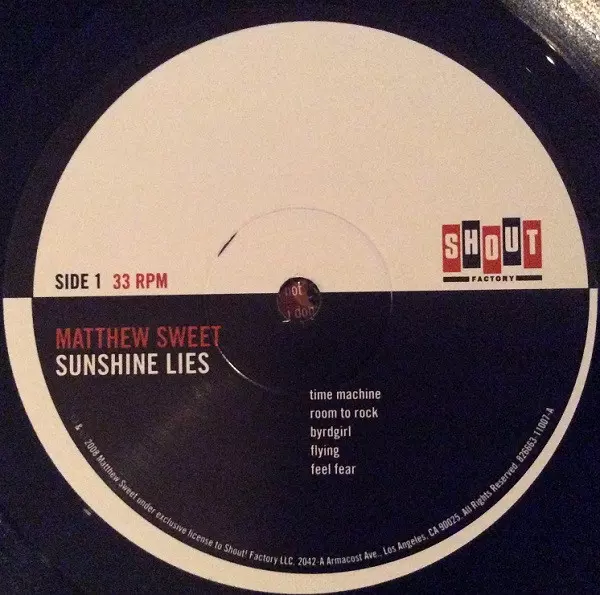 SHOUT
FACTORY
SIDE 1 33 RPM
MATTHEW SWEET
SUNSHINE LIES
time machine
room to rock
byrdgirl
flying
feel fear
& 2008 Matthew Sweet under exclusive license to Shout! Factory LLC. 2042-A Armacost Ave., Los Angeles, CA 90025. All Rights Reserved. 826663-11007-A